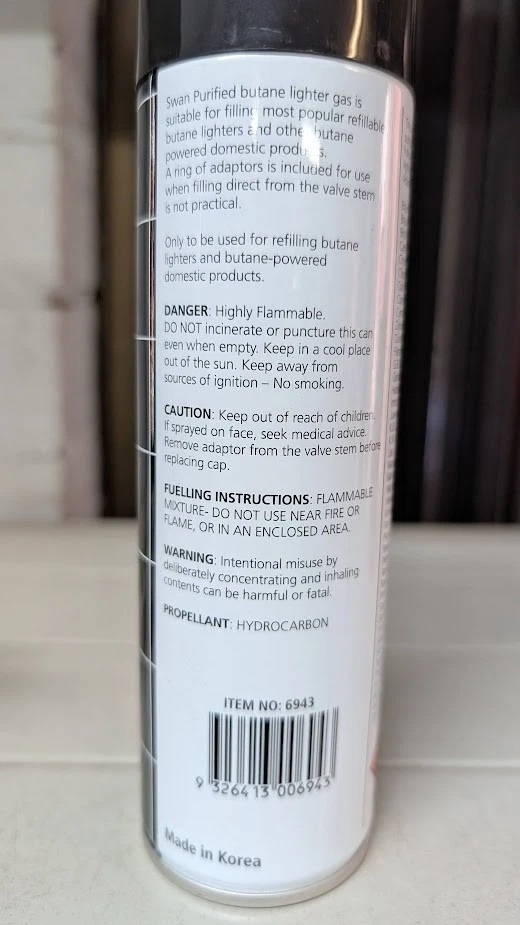 Swan Purified butane lighter gas is
suitable for filling most popular refillable
butane lighters and other butane
powered domestic products.
A ring of adaptors is included for use
when filling direct from the valve stem
is not practical.
Only to be used for refilling butane
lighters and butane-powered
domestic products.
DANGER: Highly Flammable.
DO NOT incinerate or puncture this can
even when empty. Keep in a cool place
out of the sun. Keep away from
sources of ignition – No smoking.
CAUTION: Keep out of reach of children.
If sprayed on face, seek medical advice.
Remove adaptor from the valve stem before
replacing cap.
FUELLING INSTRUCTIONS: FLAMMABLE
MIXTURE- DO NOT USE NEAR FIRE OR
FLAME, OR IN AN ENCLOSED AREA.
WARNING: Intentional misuse by
deliberately concentrating and inhaling
contents can be harmful or fatal.
PROPELLANT: HYDROCARBON
ITEM NO: 6943
9 326413 006943
Made in Korea